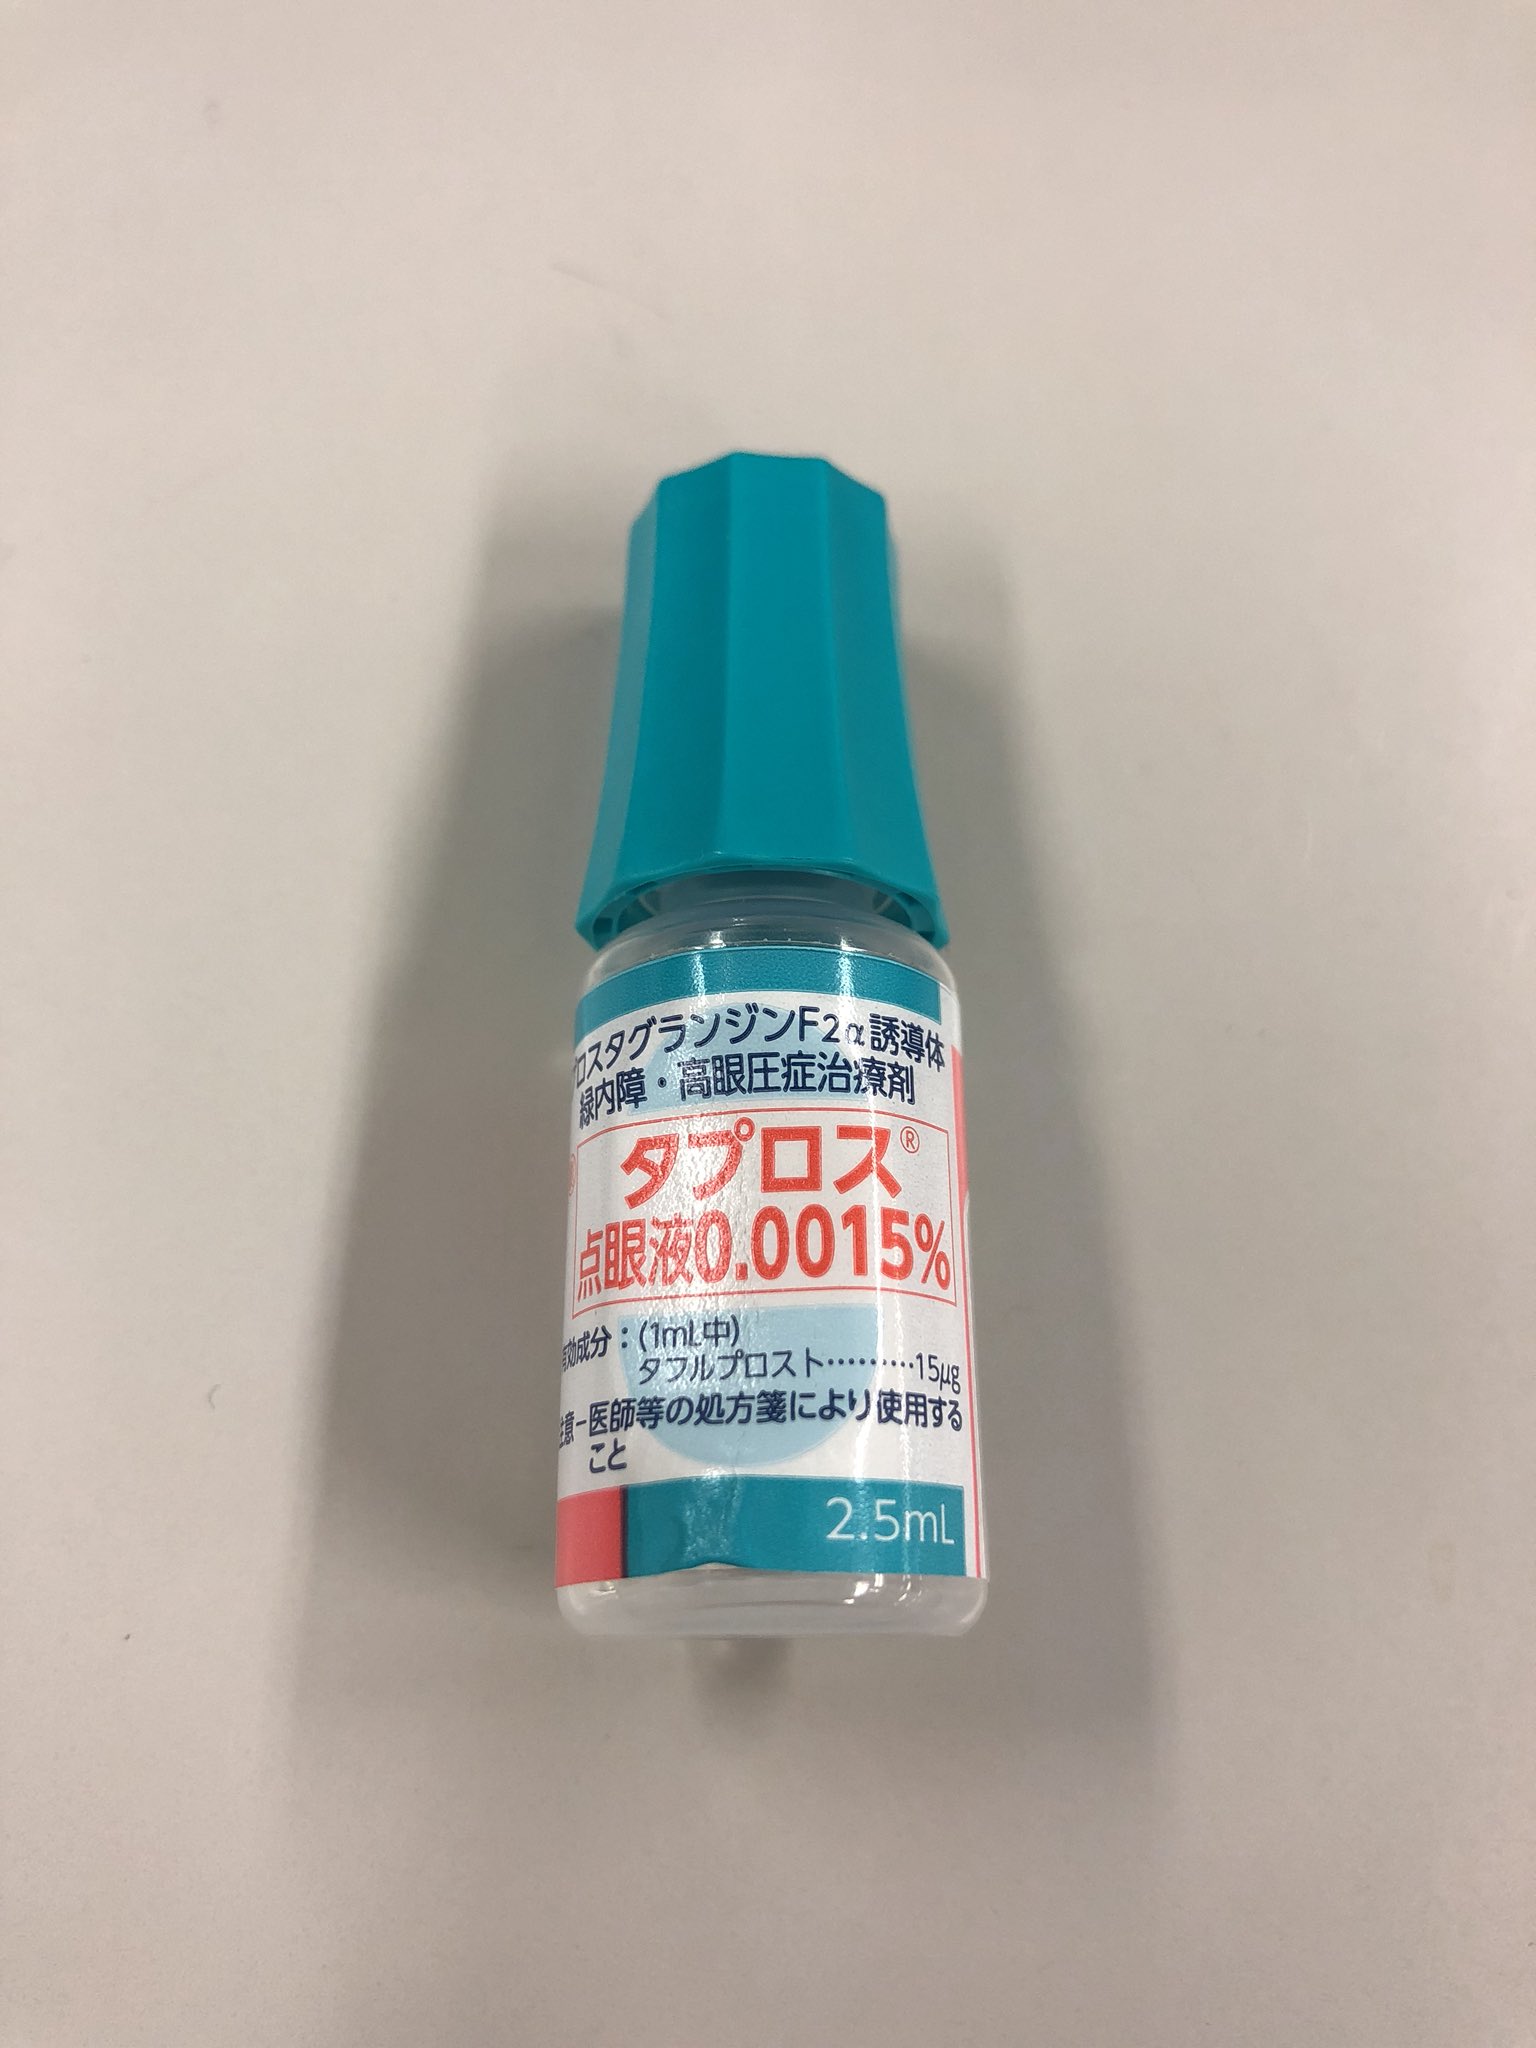 プロスタグランジンF2α誘導体
緑内障・高眼圧症治療剤
タプロス®
点眼液0.0015%
有効成分：(1mL中)
タフルプロスト………15μg
注意－医師等の処方箋により使用する
こと
2.5mL